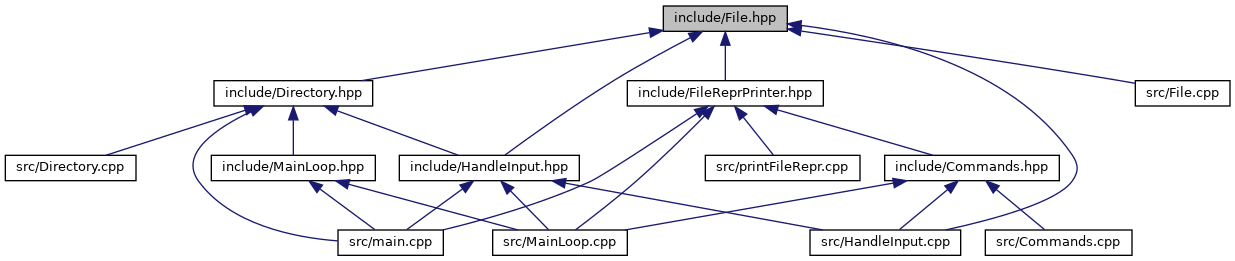 include/File.hpp
include/Directory.hpp
include/FileReprPrinter.hpp
src/File.cpp
src/Directory.cpp
include/MainLoop.hpp
include/HandleInput.hpp
src/printFileRepr.cpp
include/Commands.hpp
src/main.cpp
src/MainLoop.cpp
src/HandleInput.cpp
src/Commands.cpp